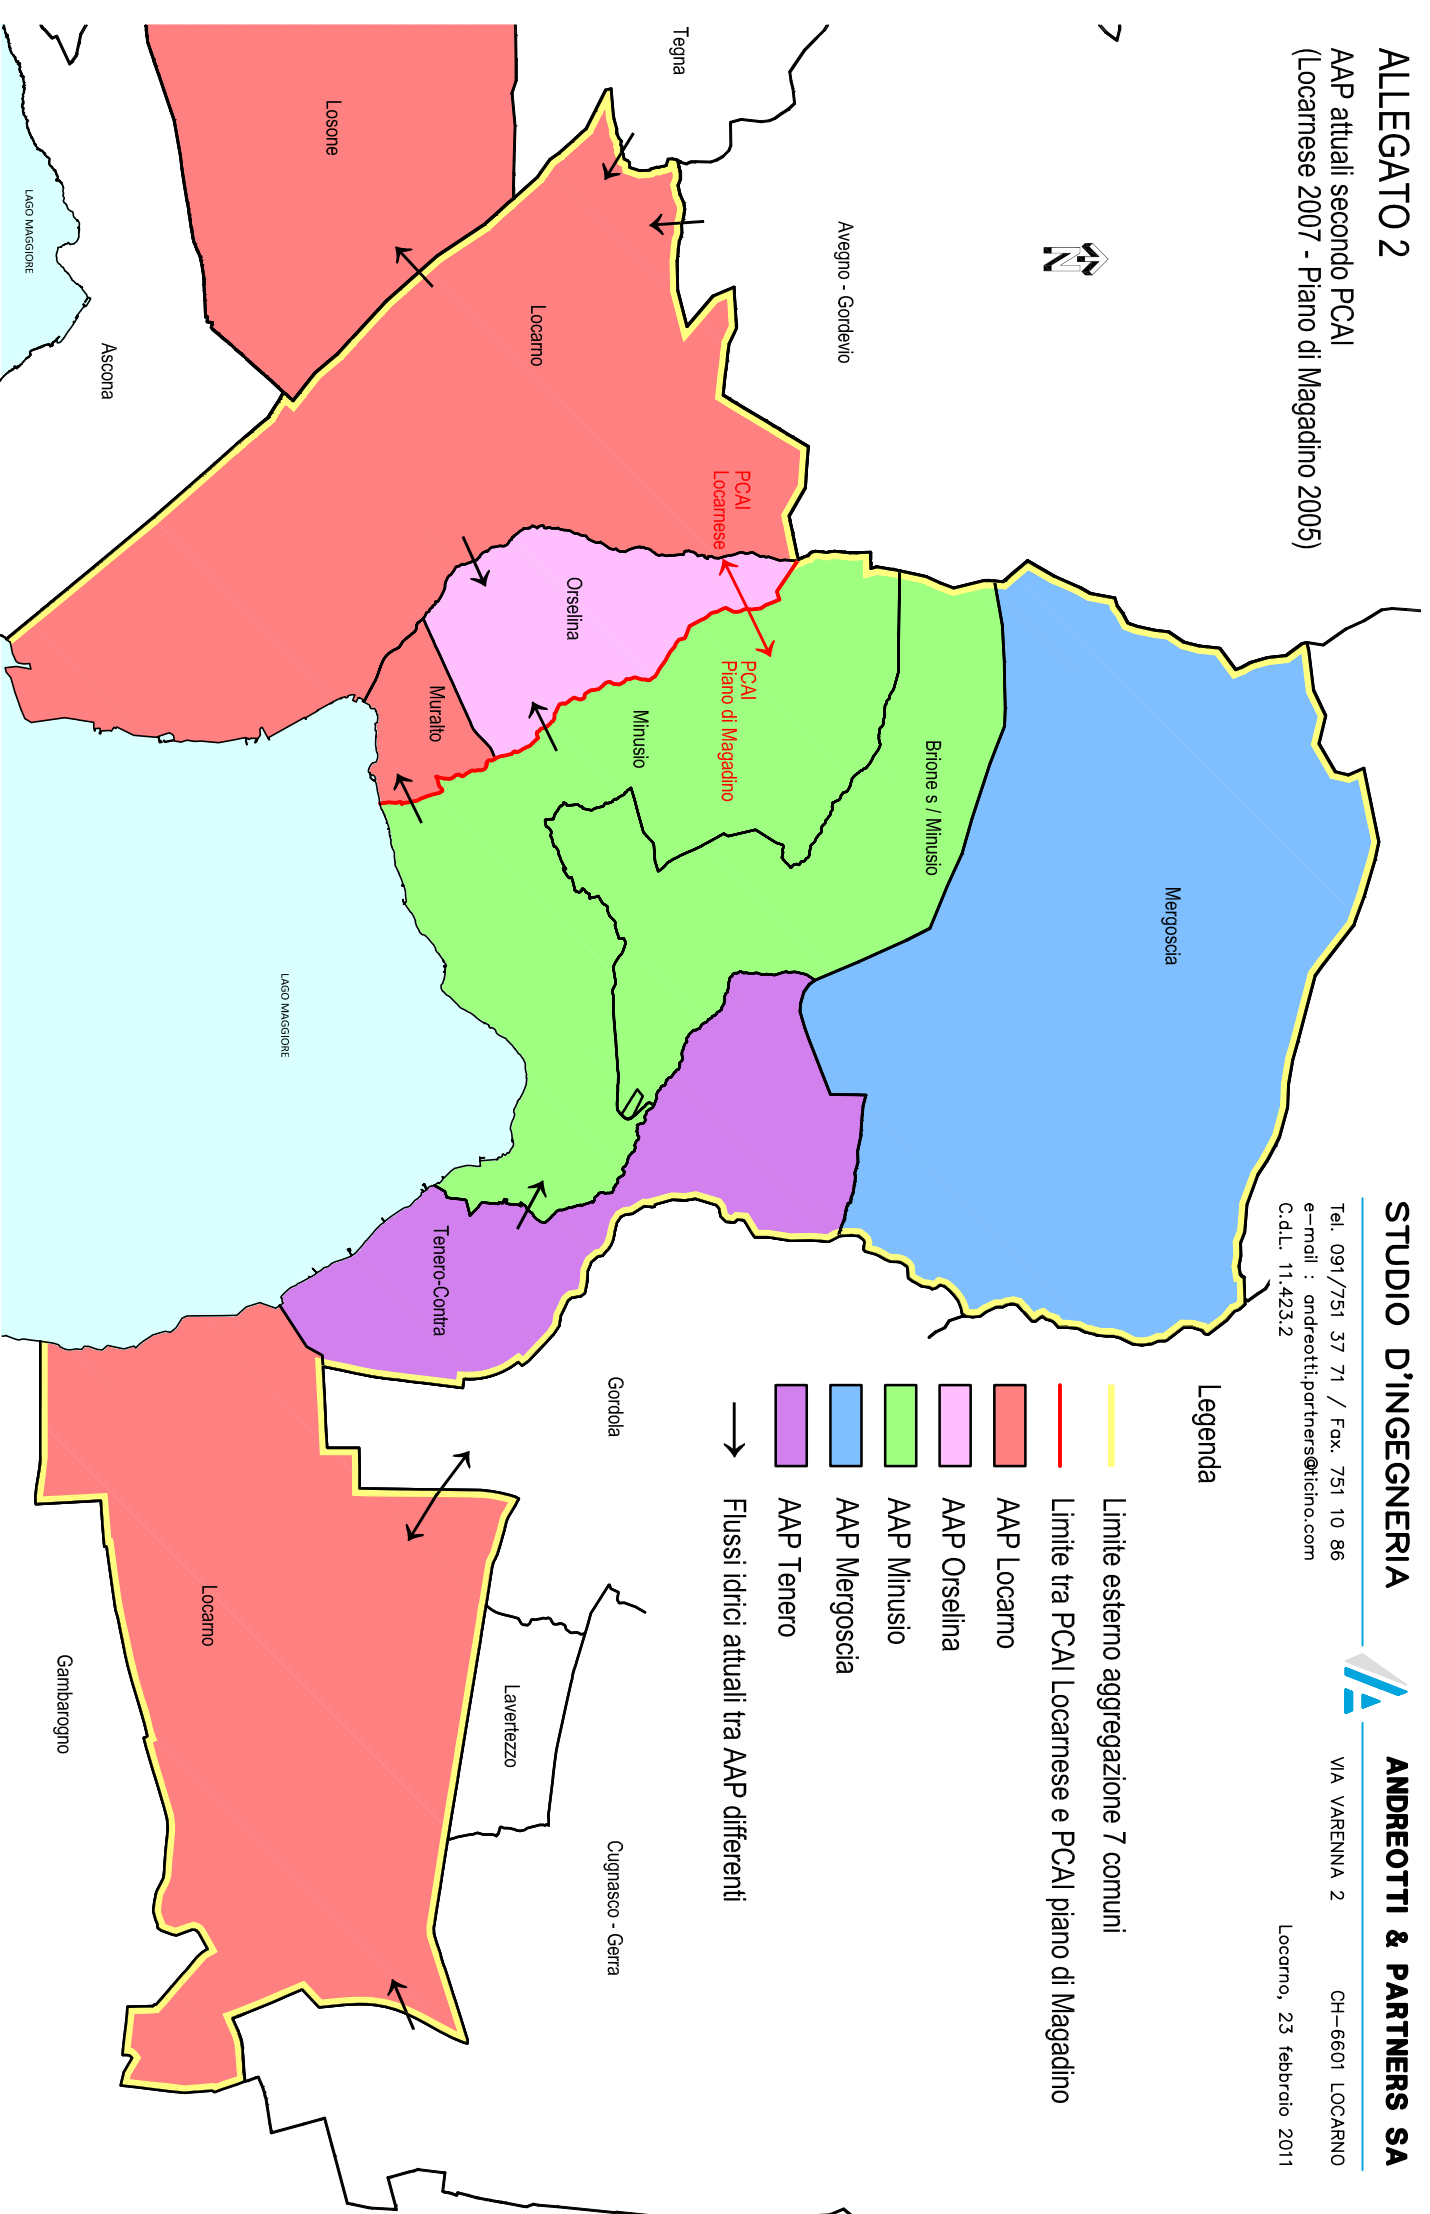 ALLEGATO 2
AAP attuali secondo PCAI
(Locarnese 2007 - Piano di Magadino 2005)
STUDIO D'INGEGNERIA
ANDREOTTI & PARTNERS SA
Tel. 091/751 37 71 / Fax. 751 10 86
e-mail : andreotti.partners@ticino.com
C.d.L. 11.423.2
VIA VARENNA 2
CH-6601 LOCARNO
Locarno, 23 febbraio 2011
N
Legenda
Limite esterno aggregazione 7 comuni
Limite tra PCAI Locarnese e PCAI piano di Magadino
AAP Locarno
AAP Orselina
AAP Minusio
AAP Mergoscia
AAP Tenero
Flussi idrici attuali tra AAP differenti
Mergoscia
Brione s / Minusio
Avegno - Gordevio
PCAI
Locarnese
PCAI
Piano di Magadino
Tegna
Minusio
Orselina
Locarno
Muralto
Losone
Tenero-Contra
Gordola
Cugnasco - Gerra
Lavertezzo
LAGO MAGGIORE
Locarno
Ascona
Gambarogno
LAGO MAGGIORE